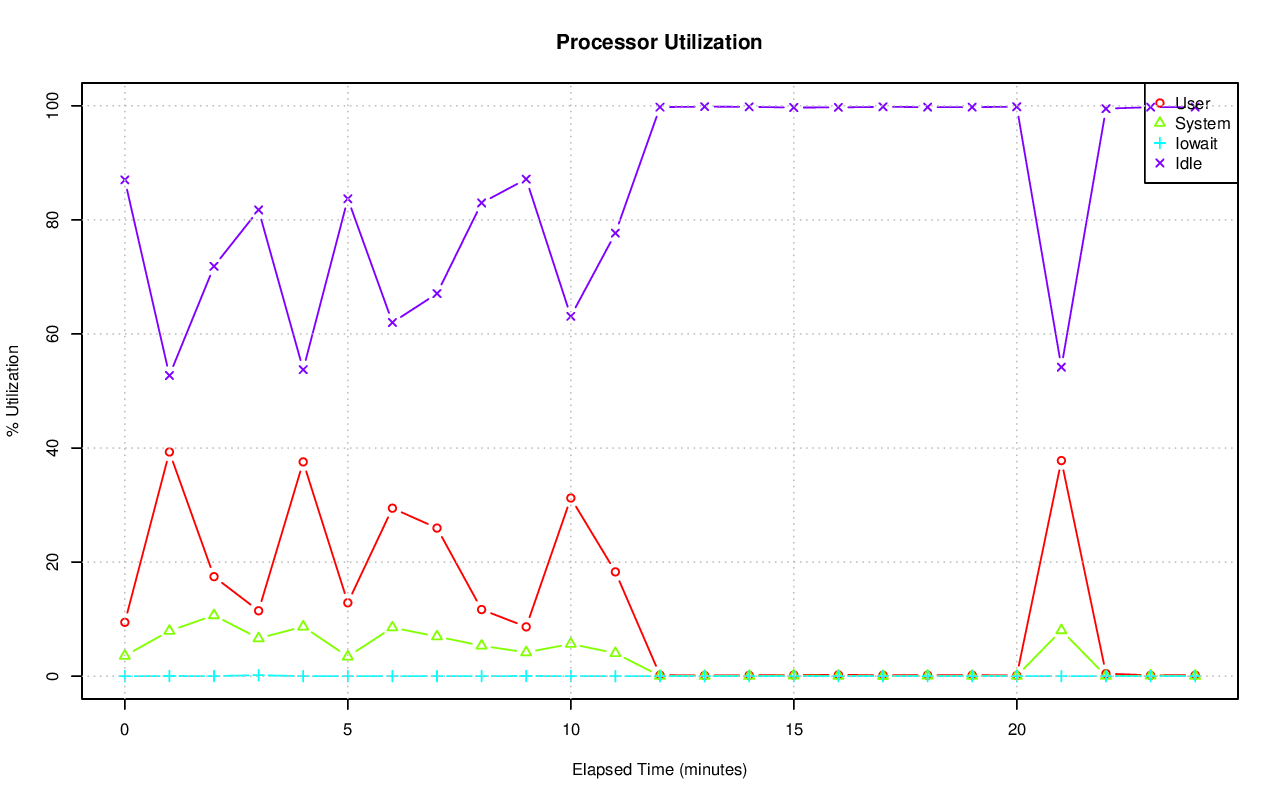 Processor Utilization
% Utilization
100
80
60
40
20
0
User
System
Iowait
Idle
0 5 10 15 20
Elapsed Time (minutes)